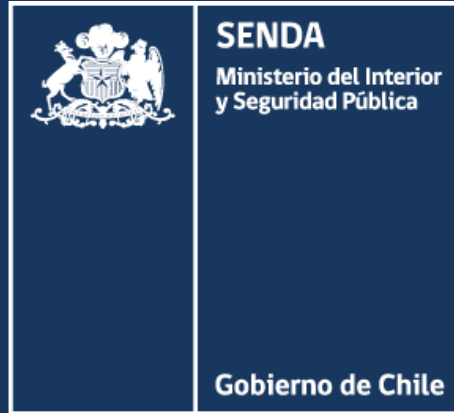 SENDA
Ministerio del Interior
y Seguridad Pública
Gobierno de Chile